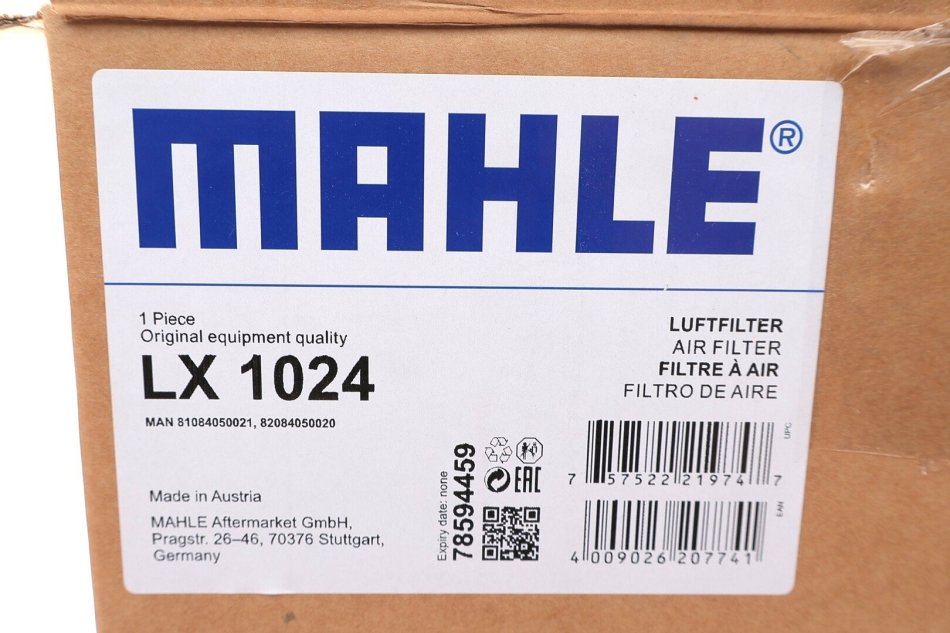 MAHLE®
1 Piece
Original equipment quality
LX 1024
MAN 81084050021, 82084050020
LUFTFILTER
AIR FILTER
FILTRE À AIR
FILTRO DE AIRE
Made in Austria
MAHLE Aftermarket GmbH,
Pragstr. 26–46, 70376 Stuttgart,
Germany
Expiry date: none
78594459
EAC
UPC
7 57522 21974 7
EAN
4 009026 207741